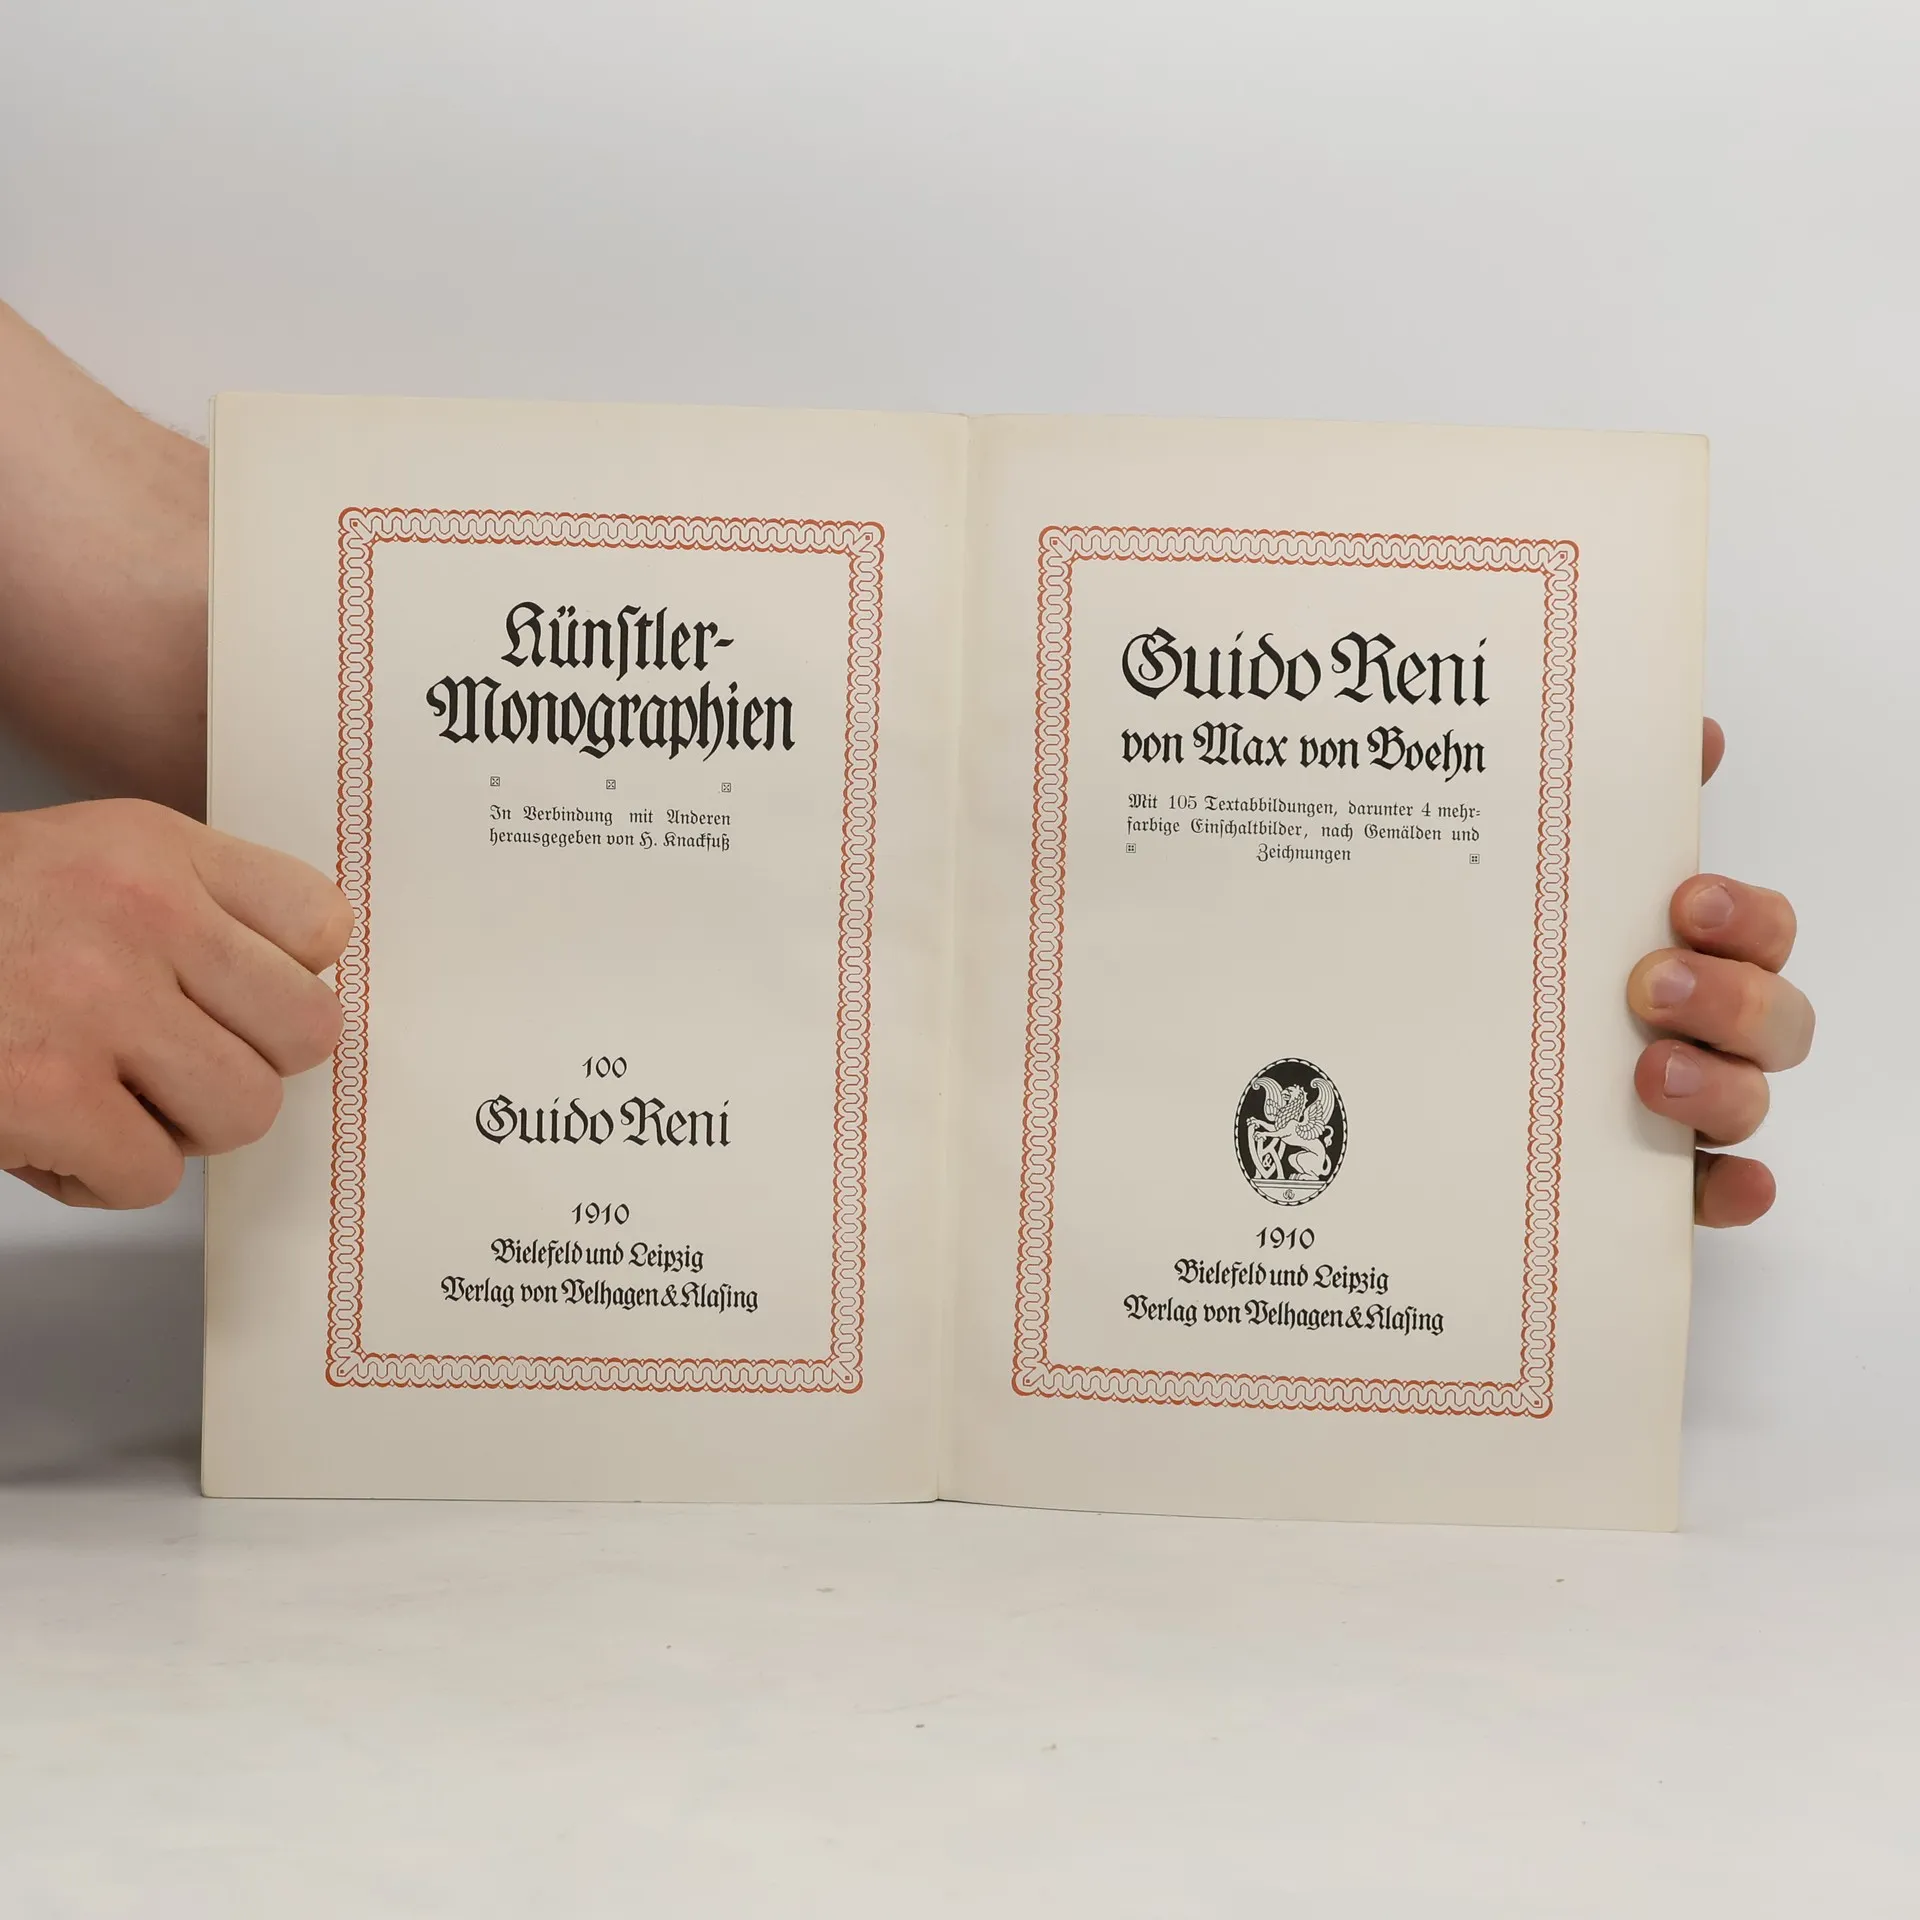 Künſtler-
Monographien
In Verbindung mit Anderen
herausgegeben von H. Knackfuß
100
Guido Reni
1910
Bielefeld und Leipzig
Verlag von Velhagen & Klaſing
Guido Reni
von Max von Boehn
Mit 105 Textabbildungen, darunter 4 mehr-
farbige Einſchaltbilder, nach Gemälden und
Zeichnungen
1910
Bielefeld und Leipzig
Verlag von Velhagen & Klaſing